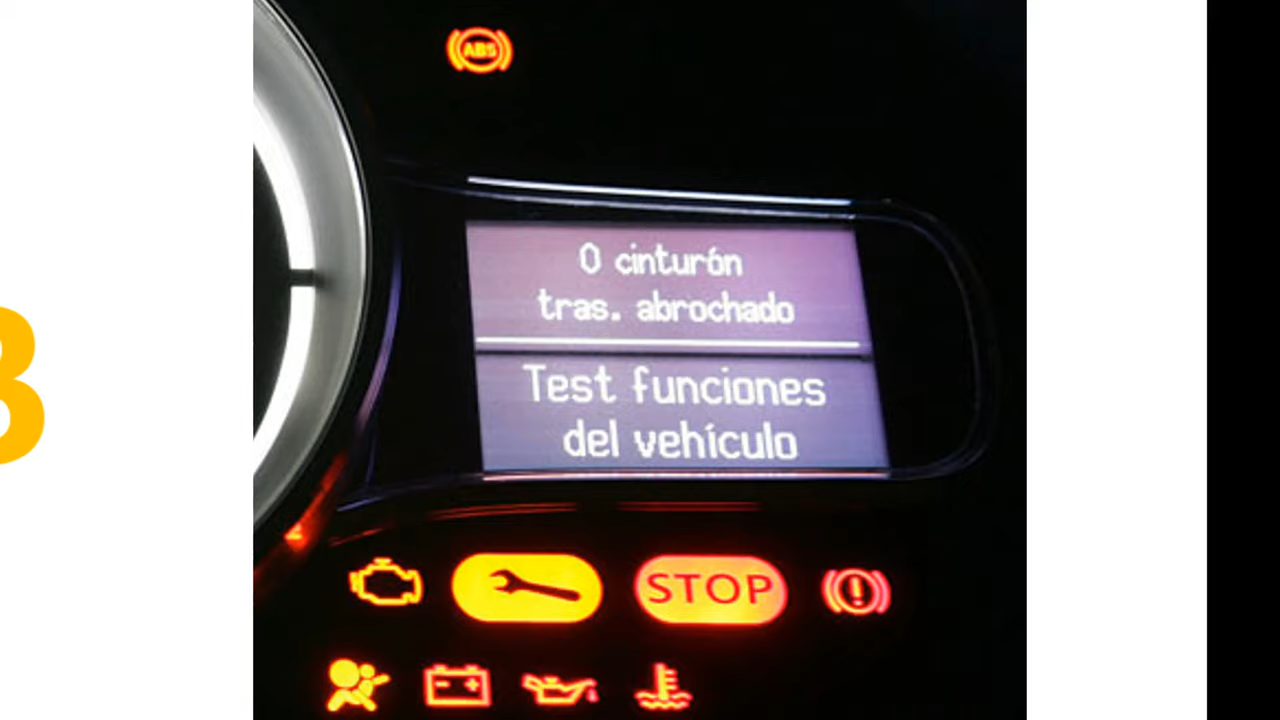 ABS
0 cinturón
tras. abrochado
Test funciones
del vehículo
STOP